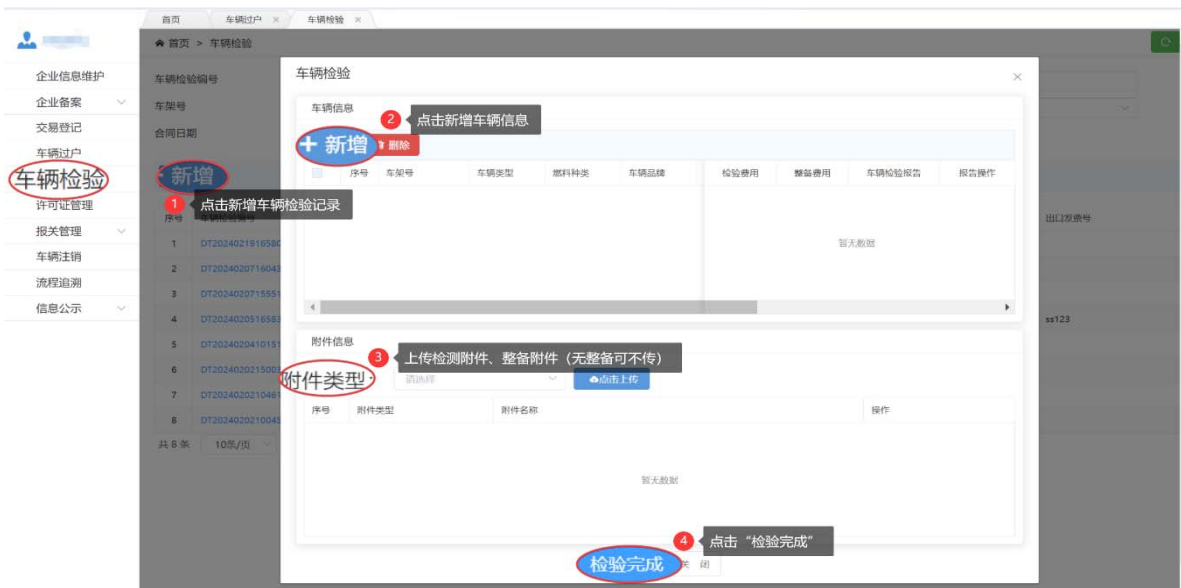 首页 车辆过户 × 车辆检验 ×
首页 > 车辆检验
企业信息维护
企业备案
交易登记
车辆过户
车辆检验
许可证管理
报关管理
车辆注销
流程追溯
信息公示
车辆检验编号
车架号
合同日期
新增
1 点击新增车辆检验记录
序号 车辆检验编号 出口发票号
1
2 DT2024020716043
3 DT2024020715551
4 ss123
5 DT2024020410151
6
7
8
共 8 条 10条/页
车辆检验 ×
车辆信息
2 点击新增车辆信息
+ 新增 删除
序号 车架号 车辆类型 燃料种类 车辆品牌 检验费用 整备费用 车辆检验报告 报告操作
暂无数据
附件信息
3 上传检测附件、整备附件（无整备可不传）
附件类型 请选择 点击上传
序号 附件类型 附件名称 操作
暂无数据
4 点击“检验完成”
检验完成 关 闭